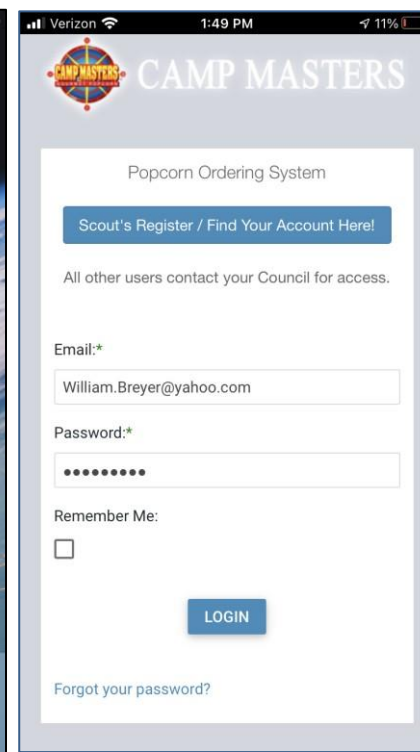 Verizon 1:49 PM 11%
CAMP MASTERS
CAMP MASTERS
Popcorn Ordering System
Scout's Register / Find Your Account Here!
All other users contact your Council for access.
Email:*
William.Breyer@yahoo.com
Password:*
•••••••••
Remember Me:
LOGIN
Forgot your password?